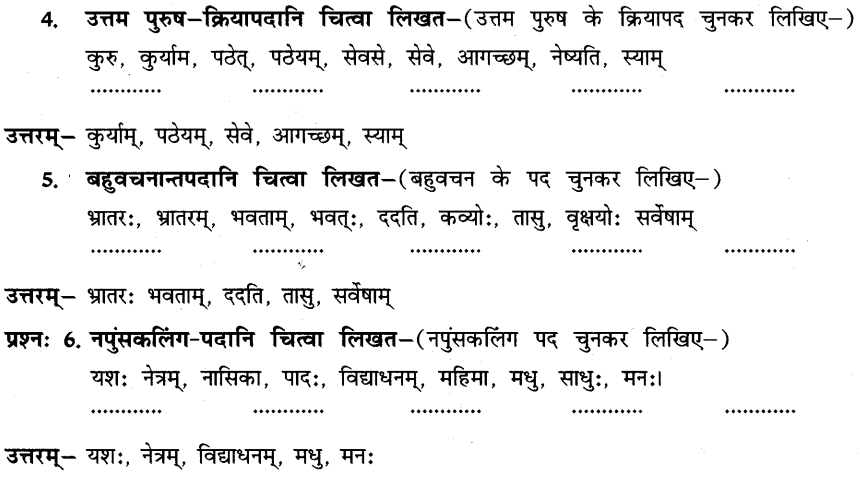 4. उत्तम पुरुष–क्रियापदानि चित्वा लिखत–(उत्तम पुरुष के क्रियापद चुनकर लिखिए–)
कुरु, कुर्याम, पठेत्, पठेयम्, सेवसे, सेवे, आगच्छम्, नेष्यति, स्याम्
............ ............ ............ ............ ............
उत्तरम्– कुर्याम्, पठेयम्, सेवे, आगच्छम्, स्याम्
5. बहुवचनान्तपदानि चित्वा लिखत–(बहुवचन के पद चुनकर लिखिए–)
भ्रातरः, भ्रातरम्, भवताम्, भवत्ः, ददति, कव्योः, तासु, वृक्षयोः सर्वेषाम्
............ ............ ............ ............ ............
उत्तरम्– भ्रातरः भवताम्, ददति, तासु, सर्वेषाम्
प्रश्नः 6. नपुंसकलिंग-पदानि चित्वा लिखत–(नपुंसकलिंग पद चुनकर लिखिए–)
यशः नेत्रम्, नासिका, पादः, विद्याधनम्, महिमा, मधु, साधुः, मनः।
............ ............ ............ ............ ............
उत्तरम्– यशः, नेत्रम्, विद्याधनम्, मधु, मनः